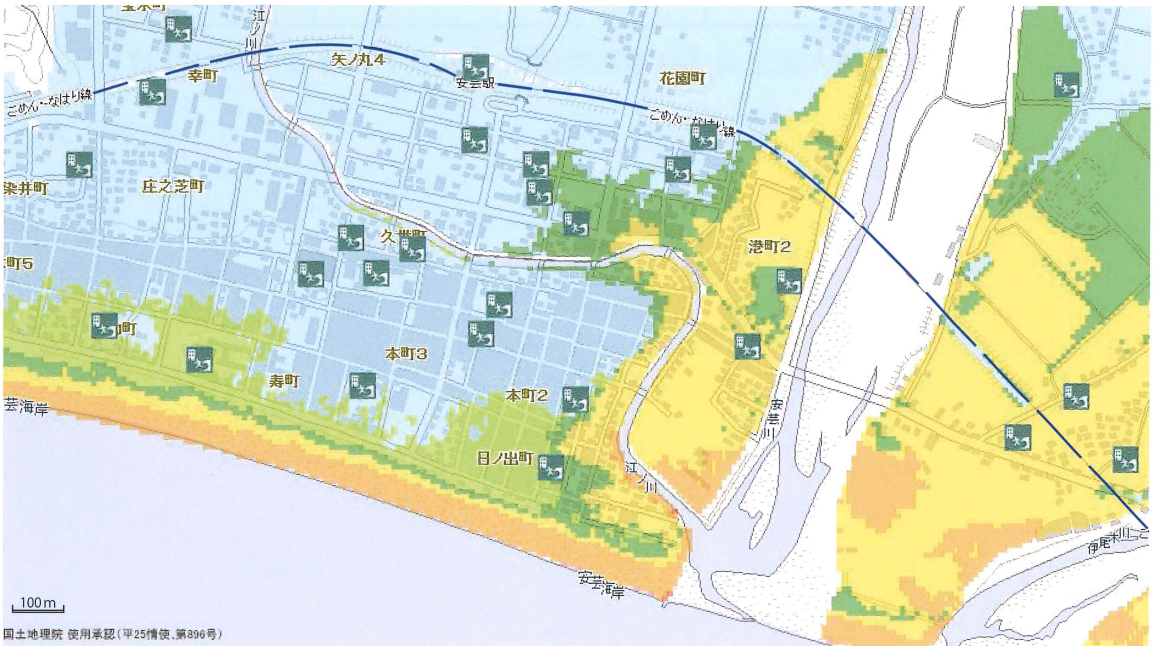 江ノ川
幸町
矢ノ丸4
安芸駅
花園町
ごめん・なはり線
ごめん・なはり線
染井町
庄之芝町
久世町
港町2
町5
町
本町3
寿町
本町2
日ノ出町
安芸川
江ノ川
芸海岸
安芸海岸
伊尾木川
100m
国土地理院 使用承認(平25情使、第896号)